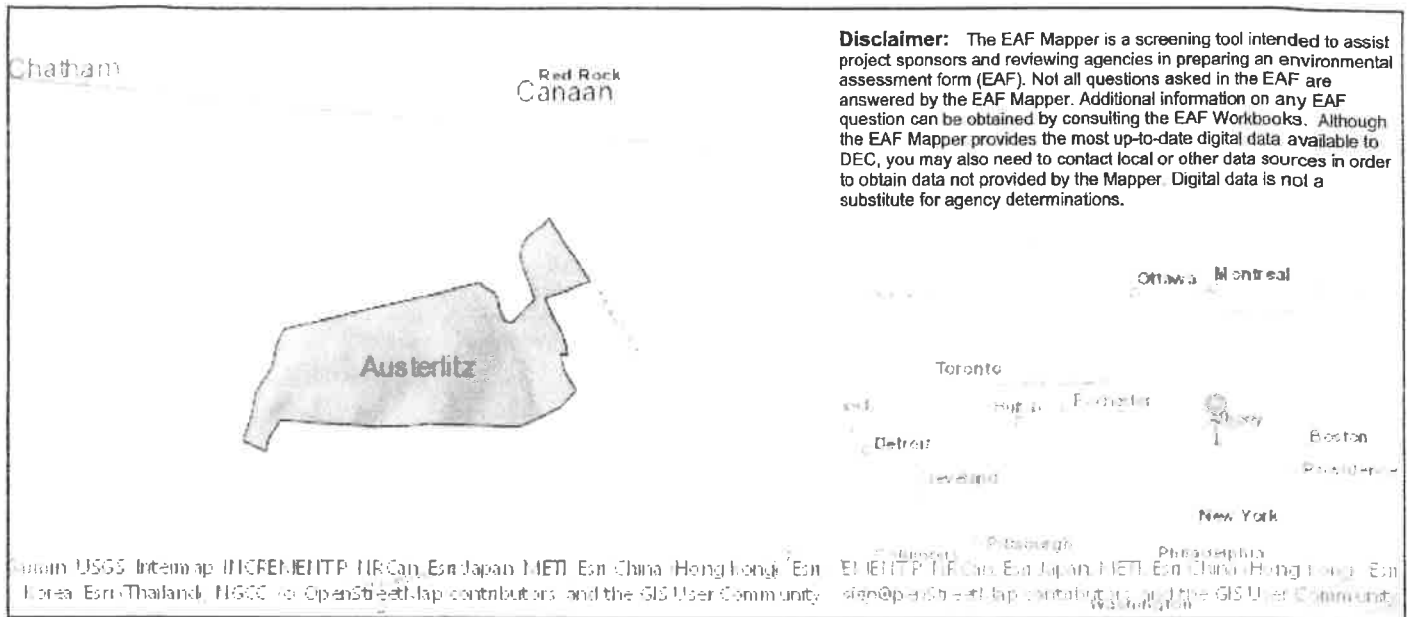 Chatham
Red Rock
Canaan
Austerlitz
Disclaimer: The EAF Mapper is a screening tool intended to assist
project sponsors and reviewing agencies in preparing an environmental
assessment form (EAF). Not all questions asked in the EAF are
answered by the EAF Mapper. Additional information on any EAF
question can be obtained by consulting the EAF Workbooks. Although
the EAF Mapper provides the most up-to-date digital data available to
DEC, you may also need to contact local or other data sources in order
to obtain data not provided by the Mapper. Digital data is not a
substitute for agency determinations.
Ottawa Montreal
Toronto
Rochester
Detroit
Boston
Cleveland
Providence
New York
Pittsburgh
Philadelphia
USGS Intermap INCREMENT P NRCan Esri Japan METI Esri China (Hong Kong) Esri
Korea Esri (Thailand) NGCC (c) OpenStreetMap contributors and the GIS User Community
NRCan Esri Japan METI Esri China (Hong Kong) Esri
OpenStreetMap contributors and the GIS User Community
Washington